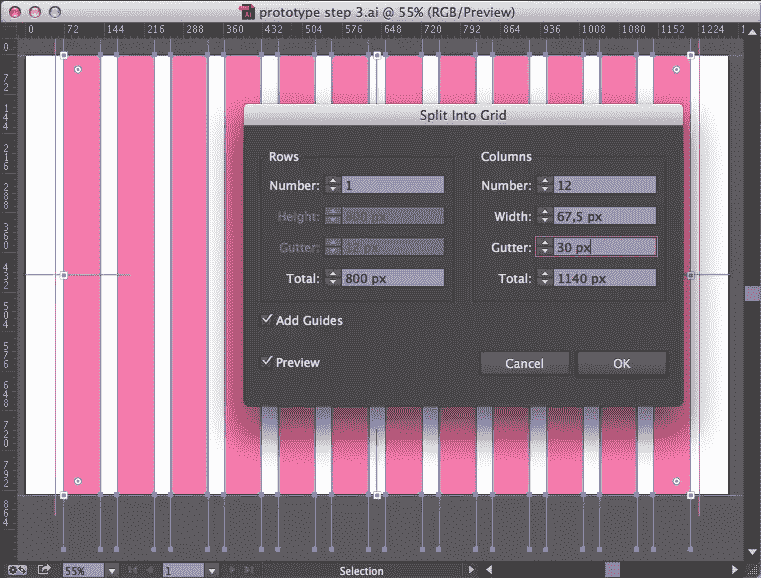 prototype step 3.ai @ 55% (RGB/Preview)
0 72 144 216 288 360 432 504 576 648 720 792 864 936 1008 1080 1152 1224
0
72
144
216
288
360
432
504
576
648
720
792
864
Split Into Grid
Rows
Columns
Number: 1
Number: 12
Height:
Width: 67,5 px
Gutter:
Gutter: 30 px
Total: 800 px
Total: 1140 px
Add Guides
Preview
Cancel
OK
55%
1
Selection